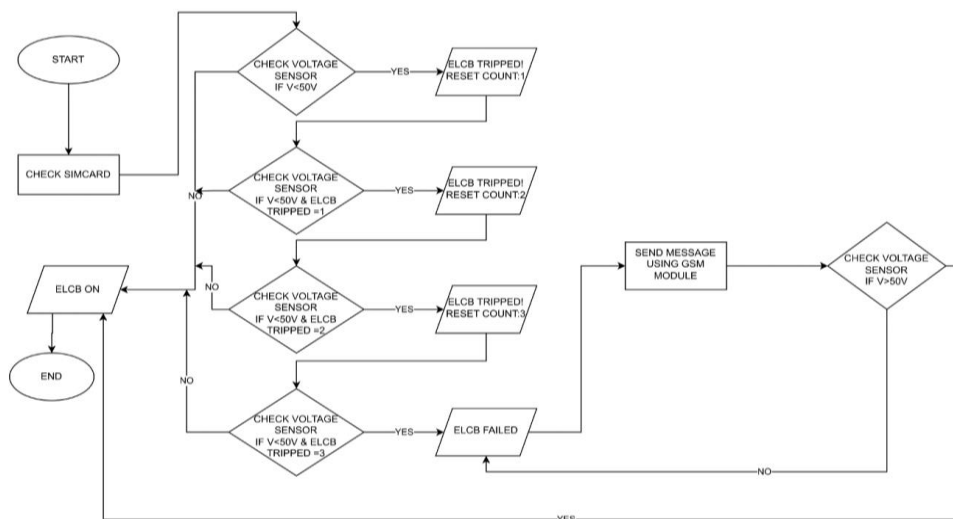 START
CHECK VOLTAGE
SENSOR
IF V<50V
YES
ELCB TRIPPED!
RESET COUNT:1
CHECK SIMCARD
NO
CHECK VOLTAGE
SENSOR
IF V<50V & ELCB
TRIPPED =1
YES
ELCB TRIPPED!
RESET COUNT:2
ELCB ON
NO
CHECK VOLTAGE
SENSOR
IF V<50V & ELCB
TRIPPED =2
YES
ELCB TRIPPED!
RESET COUNT:3
SEND MESSAGE
USING GSM
MODULE
CHECK VOLTAGE
SENSOR
IF V>50V
END
NO
CHECK VOLTAGE
SENSOR
IF V<50V & ELCB
TRIPPED =3
YES
ELCB FAILED
NO
YES